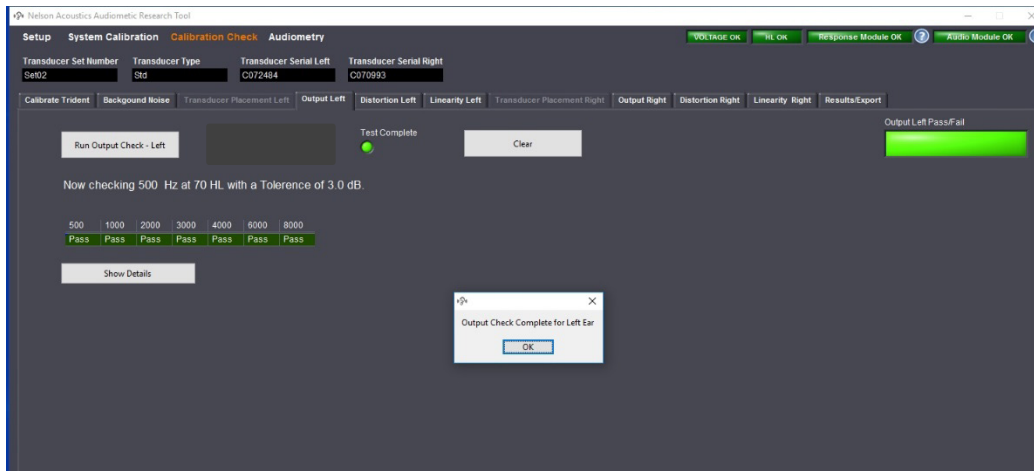 Nelson Acoustics Audiometic Research Tool
Setup System Calibration Calibration Check Audiometry VOLTAGE OK HL OK Response Module OK ? Audio Module OK
Transducer Set Number Transducer Type Transducer Serial Left Transducer Serial Right
Set02 Std C072484 C070993
Calibrate Trident Backgound Noise Transducer Placement Left Output Left Distortion Left Linearity Left Transducer Placement Right Output Right Distortion Right Linearity Right Results/Export
Output Left Pass/Fail
Run Output Check - Left Test Complete Clear
Now checking 500 Hz at 70 HL with a Tolerence of 3.0 dB.
500 1000 2000 3000 4000 6000 8000
Pass Pass Pass Pass Pass Pass Pass
Show Details
Output Check Complete for Left Ear
OK